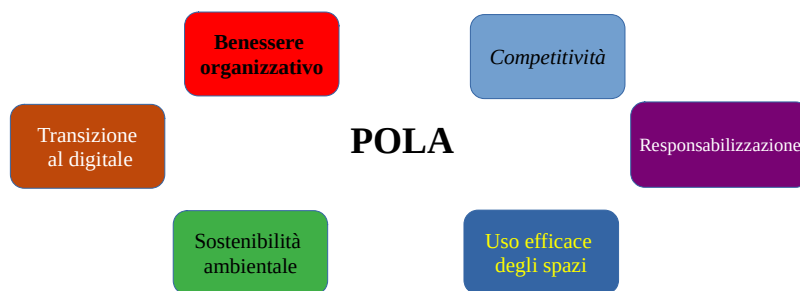 Benessere
organizzativo
Competitività
Transizione
al digitale
POLA
Responsabilizzazione
Sostenibilità
ambientale
Uso efficace
degli spazi